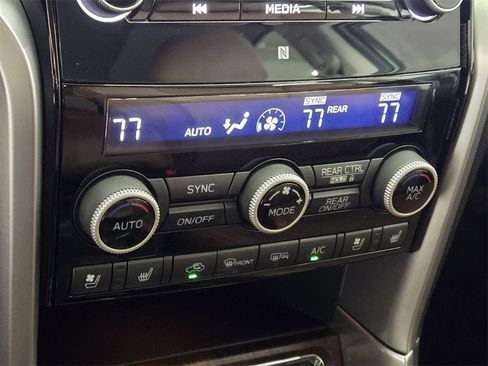 MEDIA
N
SYNC SYNC
77 AUTO 77 REAR 77
SYNC REAR CTRL
HOLD
AUTO MODE MAX
A/C
ON/OFF REAR
ON/OFF
FRONT A/C